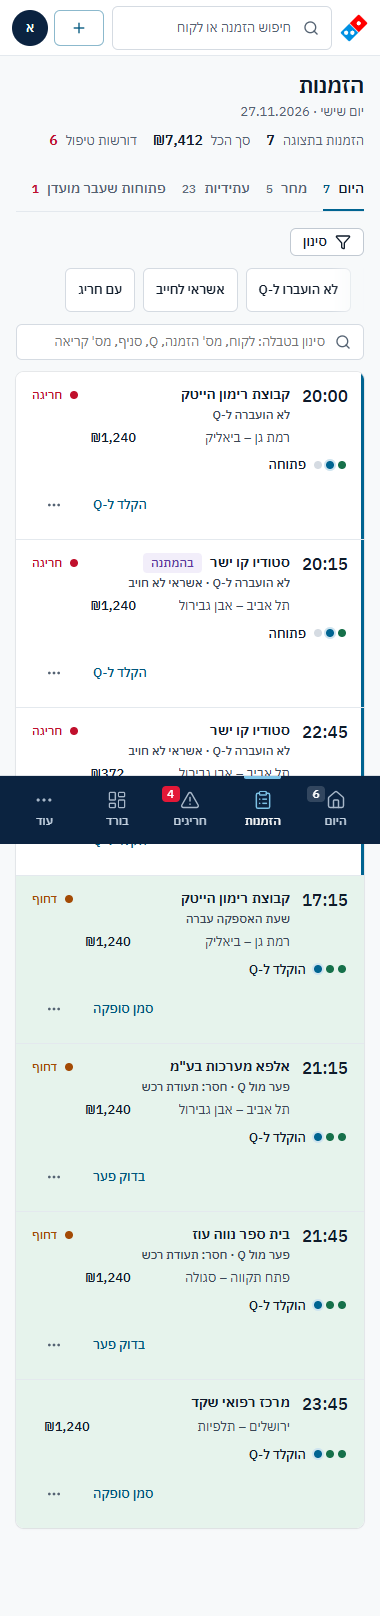 חיפוש הזמנה או לקוח
+
א
הזמנות
יום שישי · 27.11.2026
הזמנות בתצוגה 7 סך הכל ₪7,412 דורשות טיפול 6
היום 7 מחר 5 עתידיות 23 פתוחות שעבר מועדן 1
סינון
לא הועברו ל-Q אשראי לחייב עם חריג
סינון בטבלה: לקוח, מס' הזמנה, Q, סניף, מס' קריאה
20:00 קבוצת רימון הייטק חריגה
לא הועברה ל-Q
רמת גן – ביאליק ₪1,240
פתוחה
הקלד ל-Q
20:15 סטודיו קו ישר בהמתנה חריגה
לא הועברה ל-Q · אשראי לא חויב
תל אביב – אבן גבירול ₪1,240
פתוחה
הקלד ל-Q
22:45 סטודיו קו ישר חריגה
לא הועברה ל-Q · אשראי לא חויב
תל אביב – אבן גבירול ₪372
היום 6 הזמנות חריגים 4 בורד עוד
17:15 קבוצת רימון הייטק דחוף
שעת האספקה עברה
רמת גן – ביאליק ₪1,240
הוקלד ל-Q
סמן סופקה
21:15 אלפא מערכות בע"מ דחוף
פער מול Q · חסר: תעודת רכש
תל אביב – אבן גבירול ₪1,240
הוקלד ל-Q
בדוק פער
21:45 בית ספר נווה עוז דחוף
פער מול Q · חסר: תעודת רכש
פתח תקווה – סגולה ₪1,240
הוקלד ל-Q
בדוק פער
23:45 מרכז רפואי שקד
ירושלים – תלפיות ₪1,240
הוקלד ל-Q
סמן סופקה